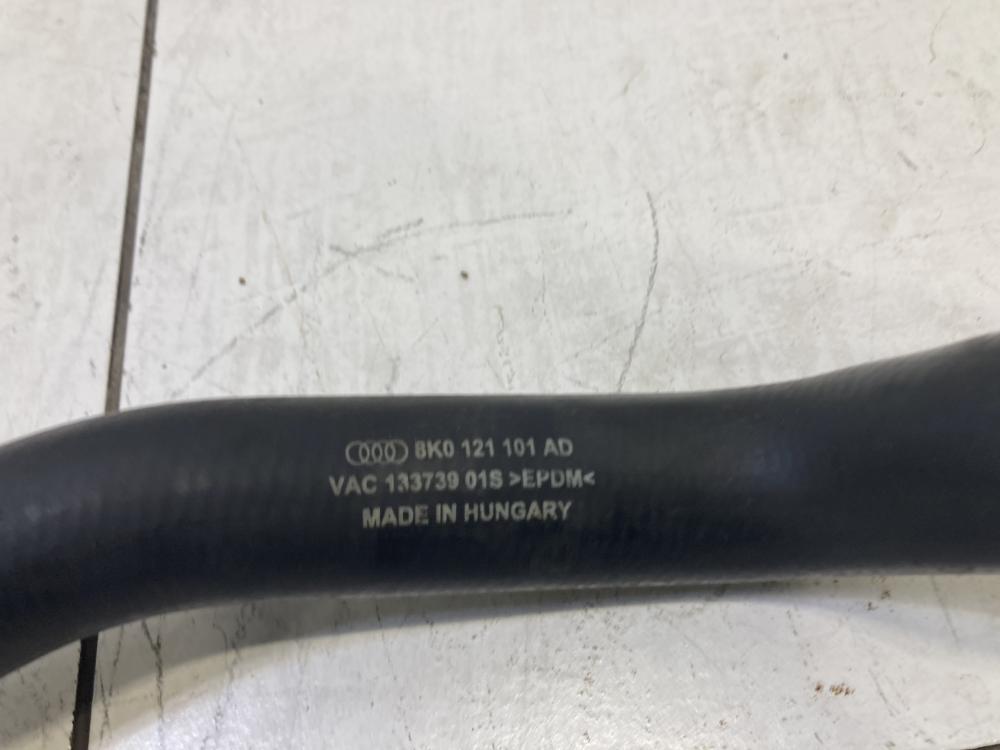 8K0 121 101 AD
VAC 133739 01S >EPDM<
MADE IN HUNGARY